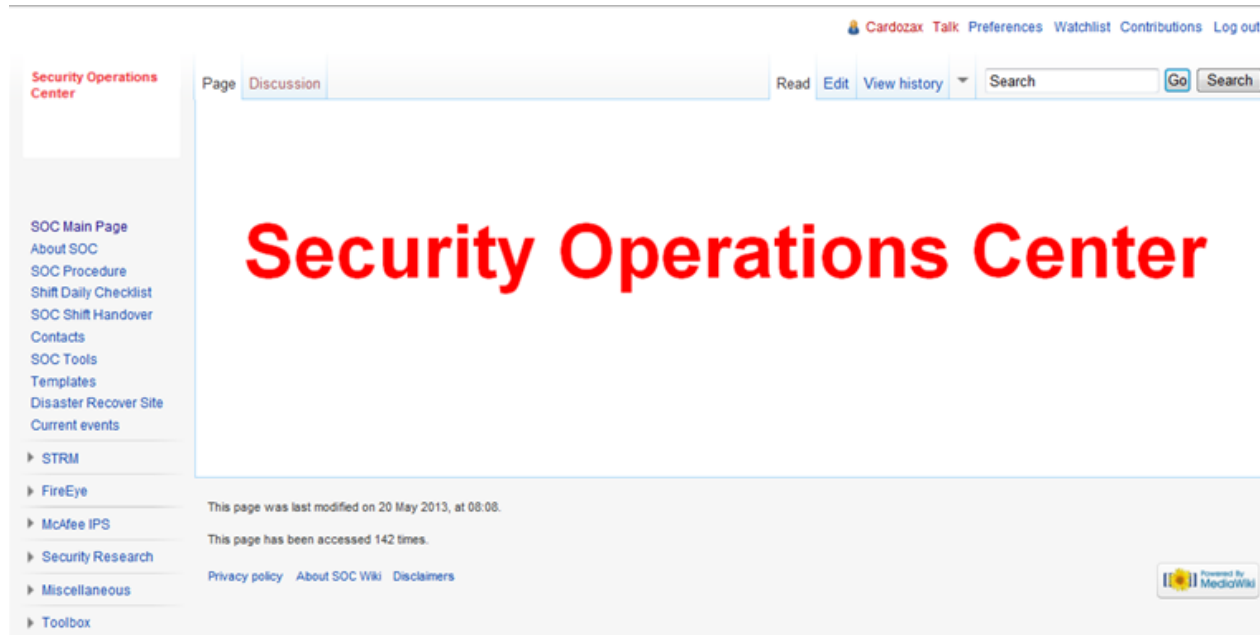 Cardozax Talk Preferences Watchlist Contributions Log out
Security Operations
Center
Page Discussion
Read Edit View history Search Go Search
Security Operations Center
SOC Main Page
About SOC
SOC Procedure
Shift Daily Checklist
SOC Shift Handover
Contacts
SOC Tools
Templates
Disaster Recover Site
Current events
STRM
FireEye
McAfee IPS
Security Research
Miscellaneous
Toolbox
This page was last modified on 20 May 2013, at 08:08.
This page has been accessed 142 times.
Privacy policy About SOC Wiki Disclaimers
Powered By
MediaWiki